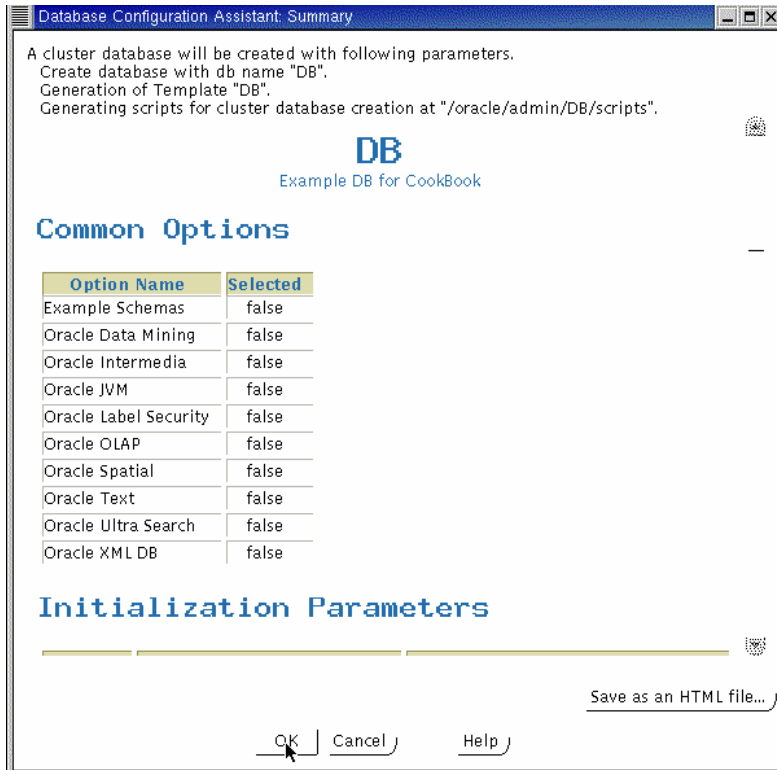 Database Configuration Assistant: Summary
A cluster database will be created with following parameters.
Create database with db name "DB".
Generation of Template "DB".
Generating scripts for cluster database creation at "/oracle/admin/DB/scripts".
DB
Example DB for CookBook
Common Options
Option Name Selected
Example Schemas false
Oracle Data Mining false
Oracle Intermedia false
Oracle JVM false
Oracle Label Security false
Oracle OLAP false
Oracle Spatial false
Oracle Text false
Oracle Ultra Search false
Oracle XML DB false
Initialization Parameters
Save as an HTML file...
OK Cancel Help